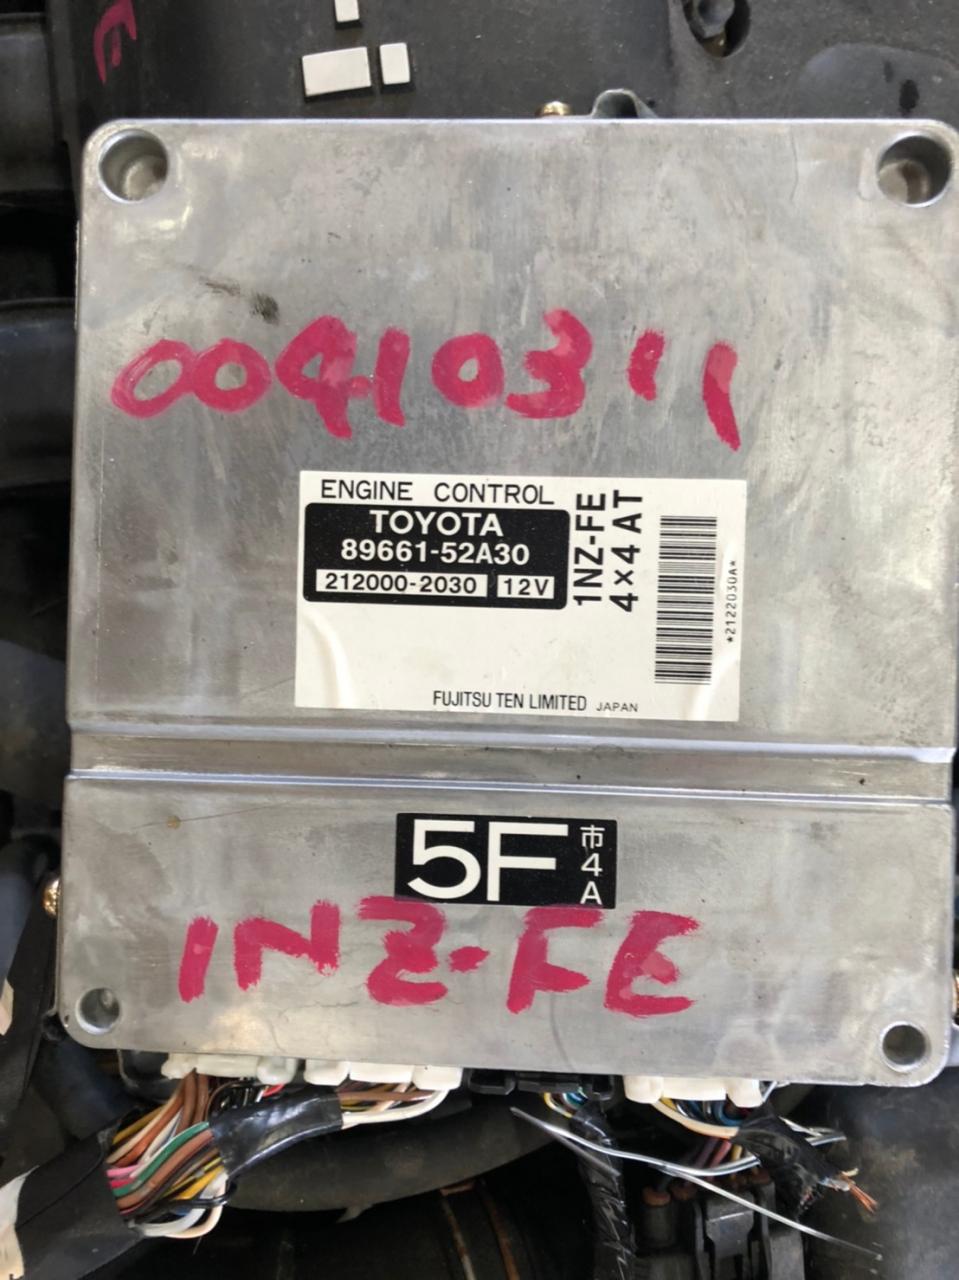 00410311
ENGINE CONTROL
TOYOTA
89661-52A30
212000-2030 12V
1NZ-FE
4×4 AT
*2122030A*
FUJITSU TEN LIMITED JAPAN
5F
市
4
A
1NZ-FE